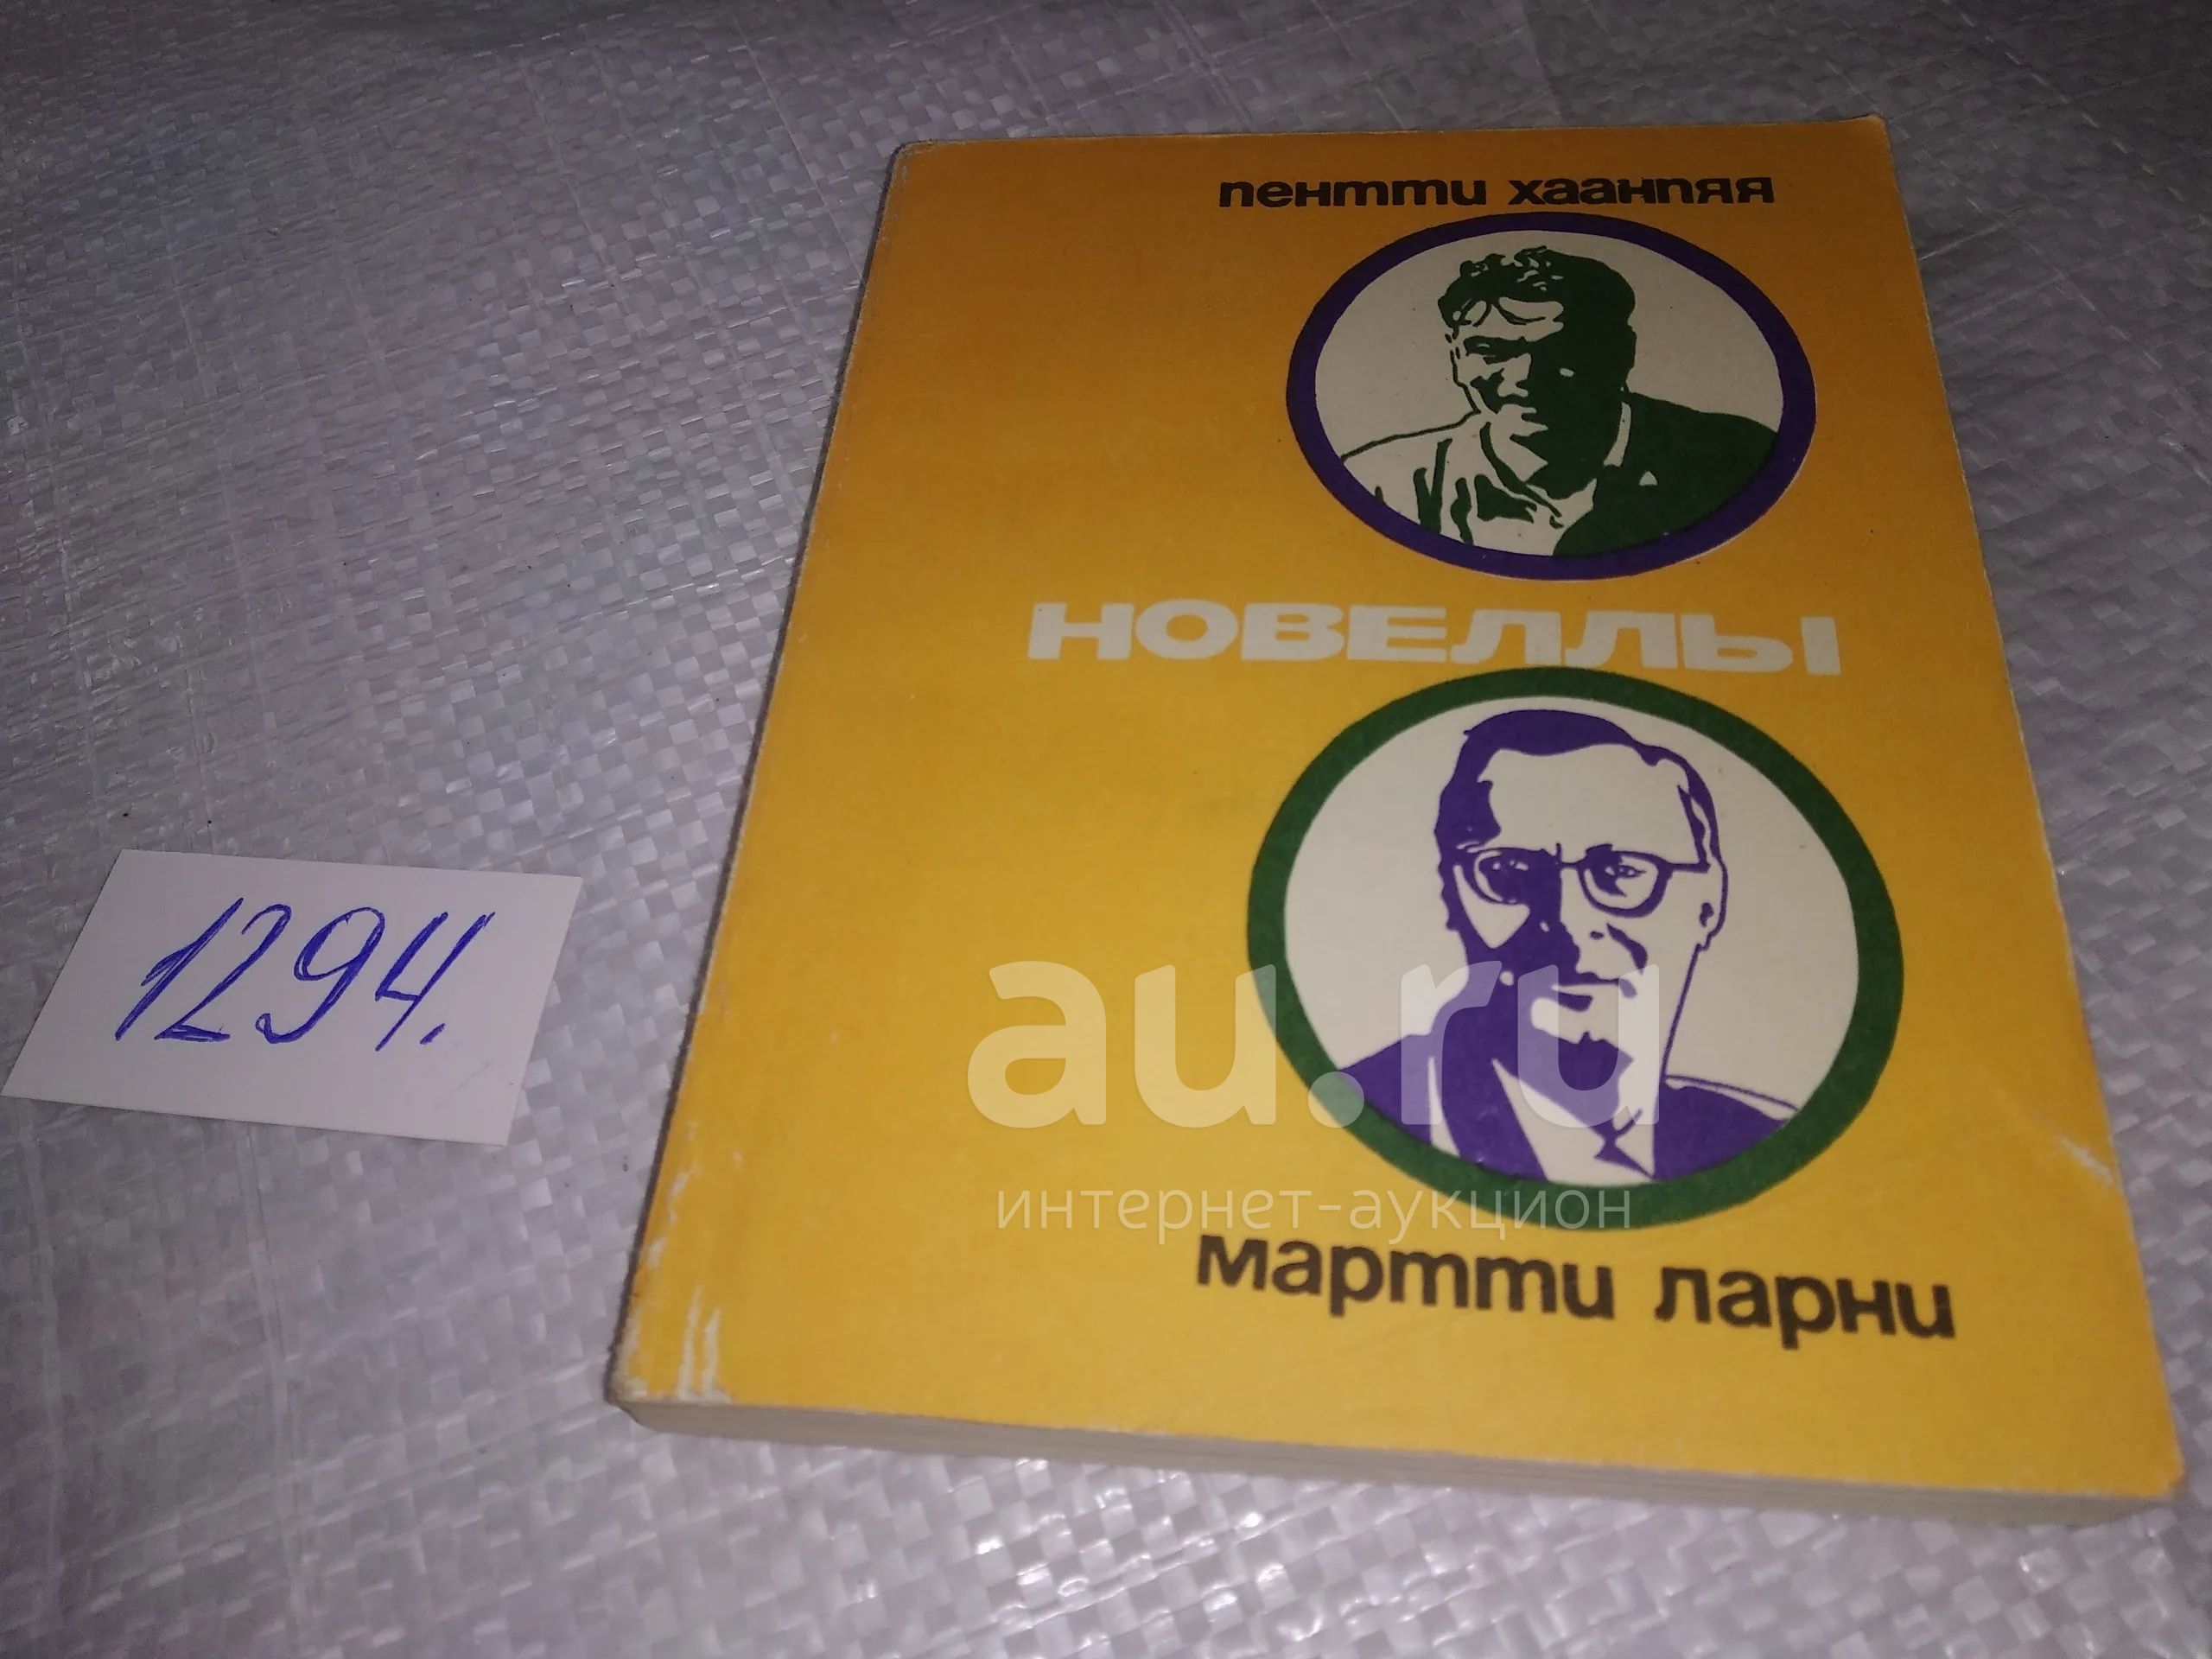 пентти хаанпяя
НОВЕЛЛЫ
1294.
au.ru
интернет-аукцион
мартти ларни